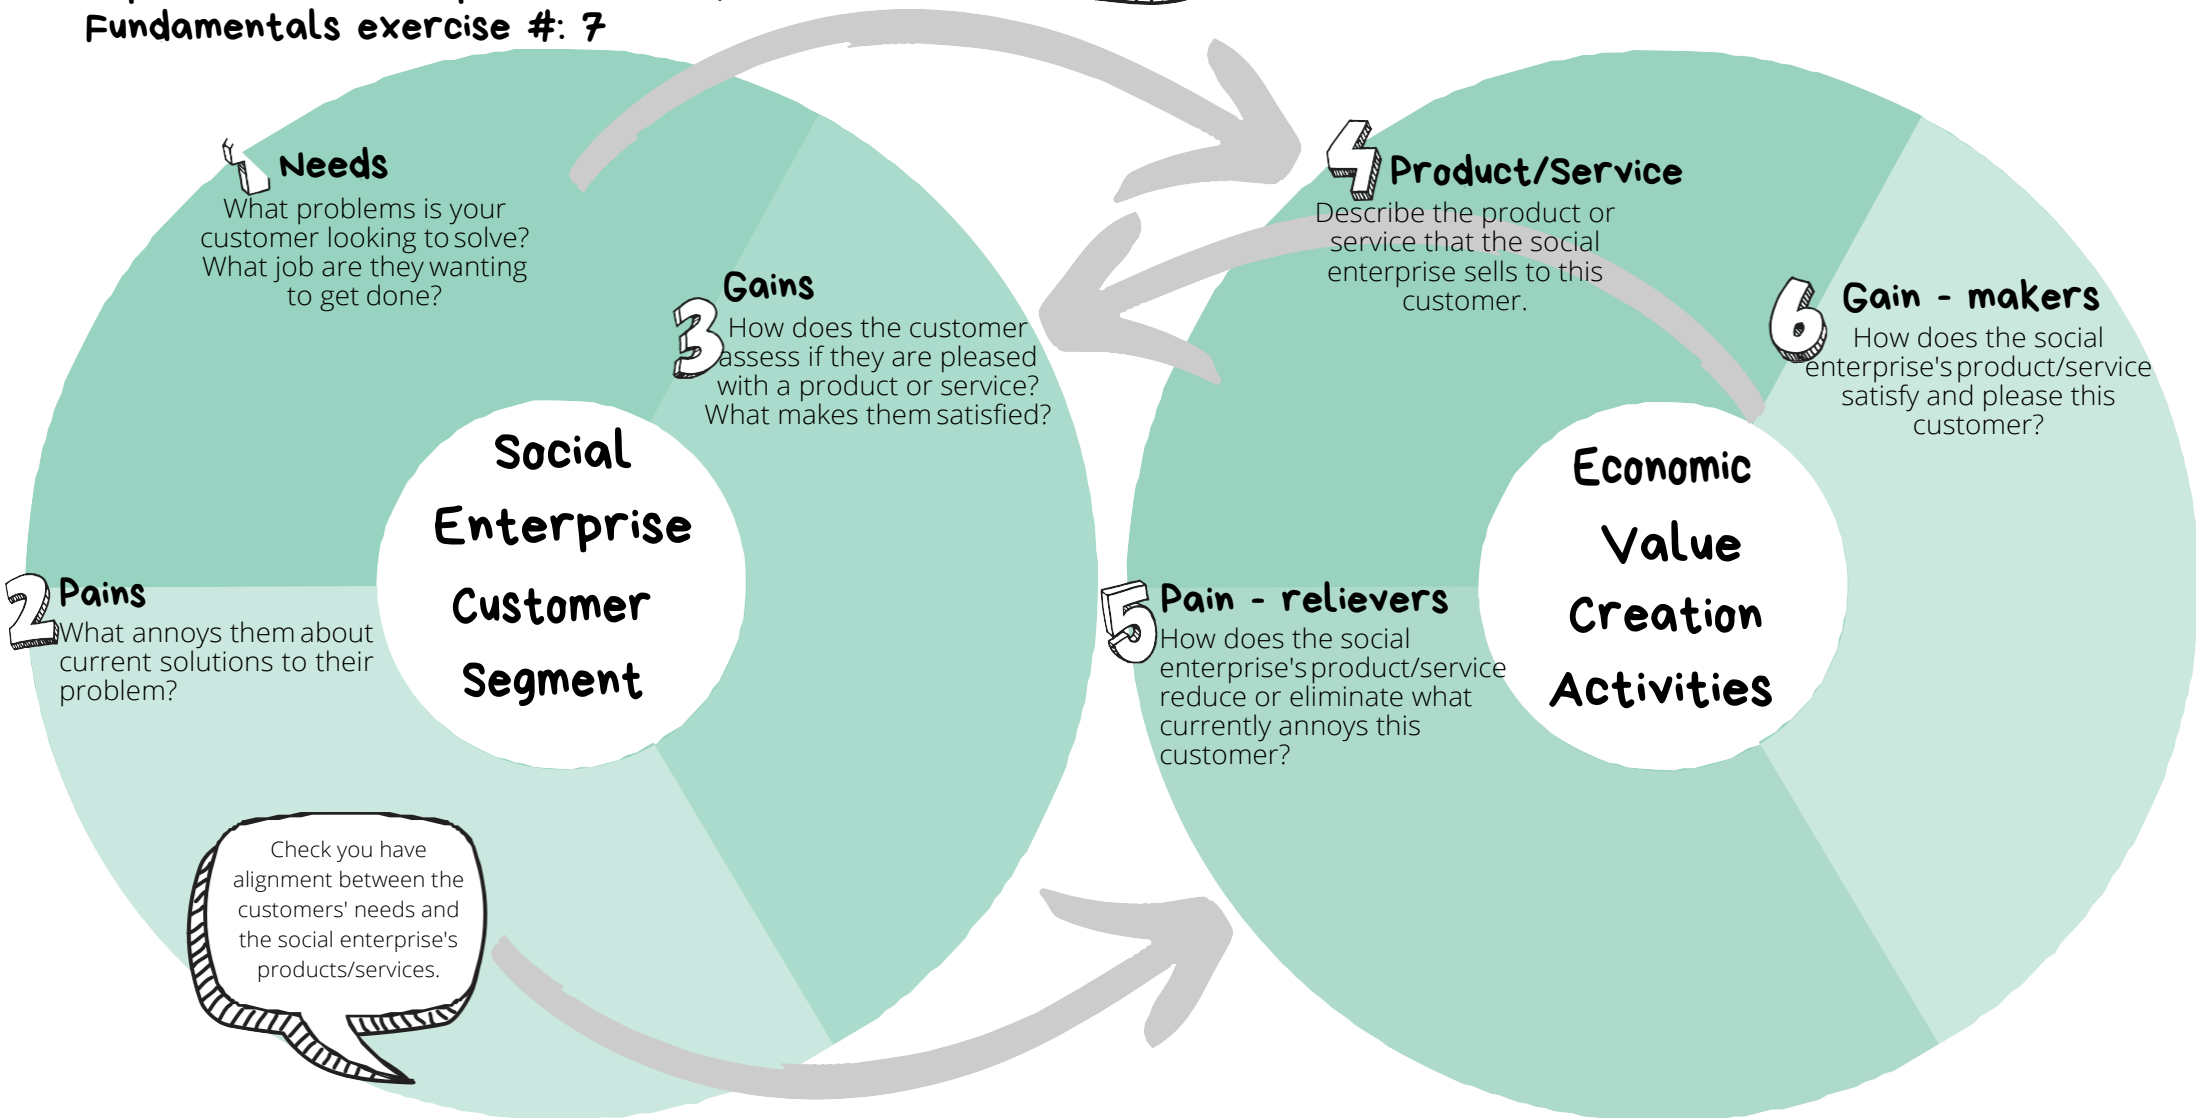 Fundamentals exercise #: 7
1 Needs
What problems is your
customer looking to solve?
What job are they wanting
to get done?
2 Pains
What annoys them about
current solutions to their
problem?
3 Gains
How does the customer
assess if they are pleased
with a product or service?
What makes them satisfied?
Social
Enterprise
Customer
Segment
Check you have
alignment between the
customers' needs and
the social enterprise's
products/services.
4 Product/Service
Describe the product or
service that the social
enterprise sells to this
customer.
5 Pain - relievers
How does the social
enterprise's product/service
reduce or eliminate what
currently annoys this
customer?
6 Gain - makers
How does the social
enterprise's product/service
satisfy and please this
customer?
Economic
Value
Creation
Activities